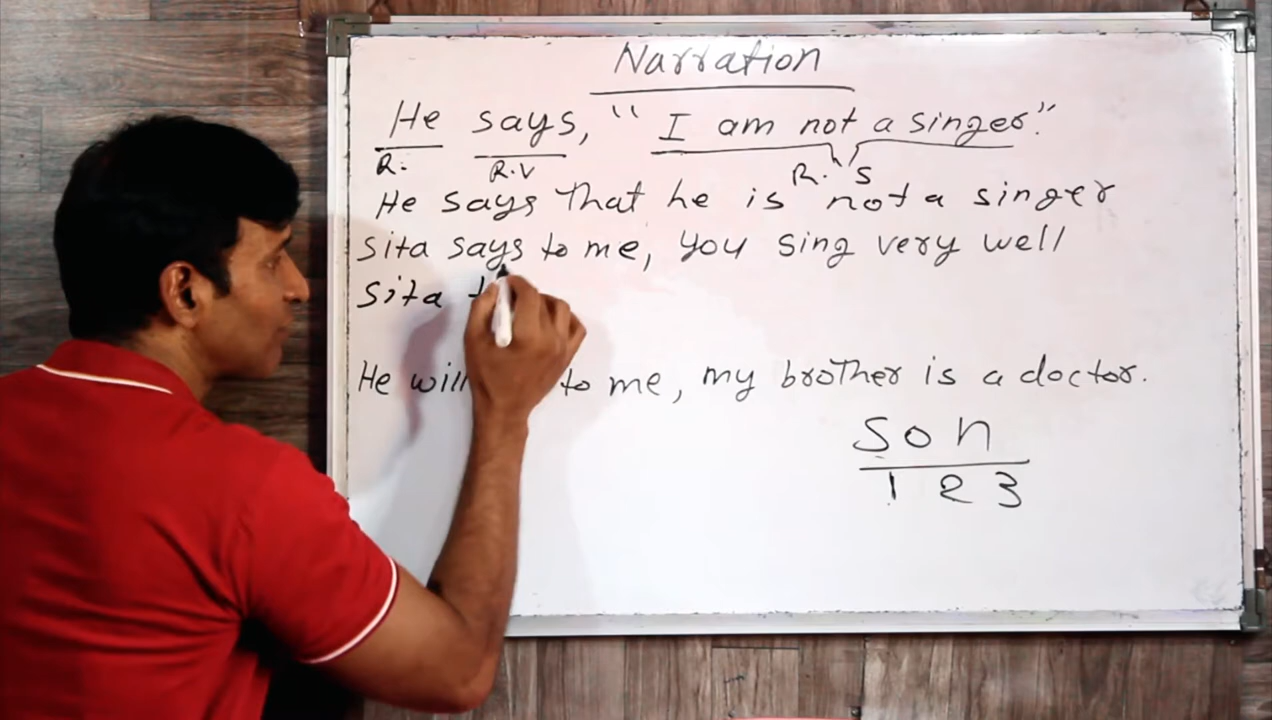 Narration
He says, "I am not a singer."
R. R.V R. S
He says that he is not a singer
Sita says to me, you sing very well
Sita t
He will to me, my brother is a doctor.
SON
1 2 3